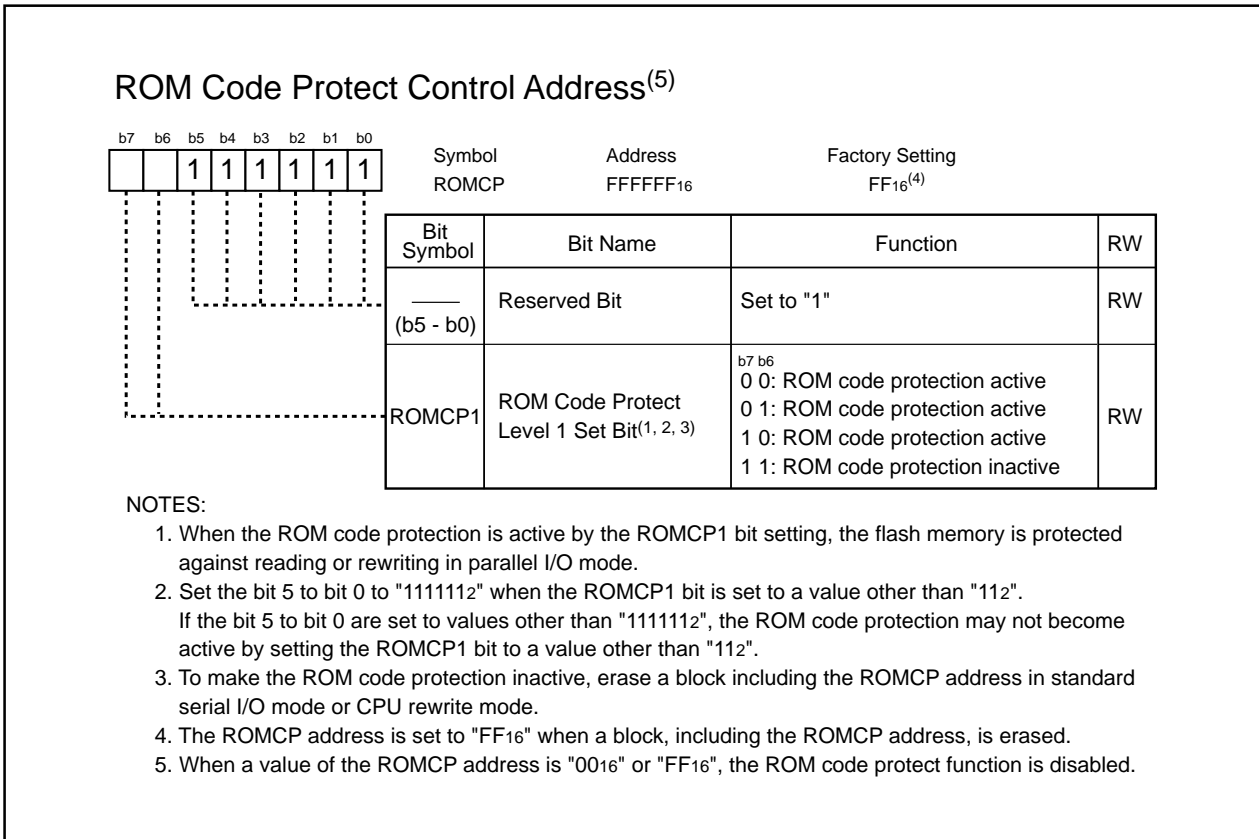 ROM Code Protect Control Address(5)
b7 b6 b5 b4 b3 b2 b1 b0
1 1 1 1 1 1
Symbol Address Factory Setting
ROMCP FFFFFF16 FF16(4)
Bit Symbol Bit Name Function RW
(b5 - b0) Reserved Bit Set to "1" RW
ROMCP1 ROM Code Protect Level 1 Set Bit(1, 2, 3) RW
b7 b6
0 0: ROM code protection active
0 1: ROM code protection active
1 0: ROM code protection active
1 1: ROM code protection inactive
NOTES:
1. When the ROM code protection is active by the ROMCP1 bit setting, the flash memory is protected
against reading or rewriting in parallel I/O mode.
2. Set the bit 5 to bit 0 to "1111112" when the ROMCP1 bit is set to a value other than "112".
If the bit 5 to bit 0 are set to values other than "1111112", the ROM code protection may not become
active by setting the ROMCP1 bit to a value other than "112".
3. To make the ROM code protection inactive, erase a block including the ROMCP address in standard
serial I/O mode or CPU rewrite mode.
4. The ROMCP address is set to "FF16" when a block, including the ROMCP address, is erased.
5. When a value of the ROMCP address is "0016" or "FF16", the ROM code protect function is disabled.